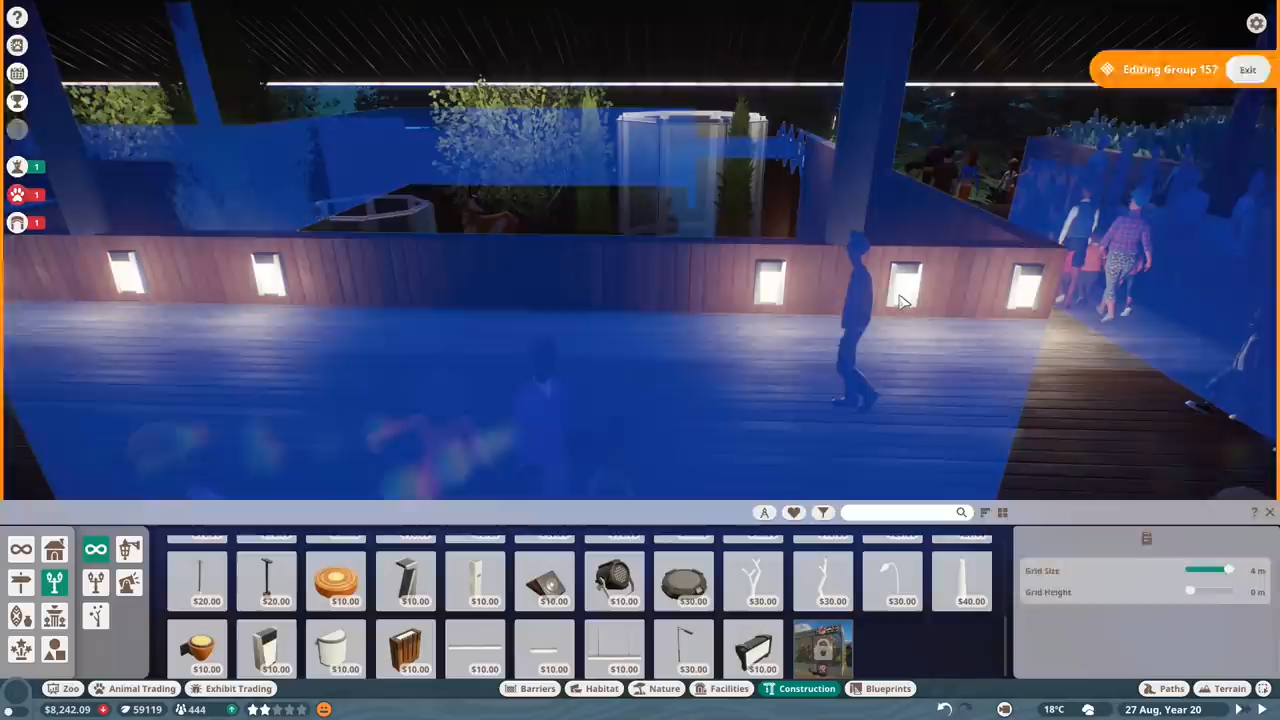 ?
Editing Group 157
Exit
1
1
1
?
Grid Size
4 m
Grid Height
0 m
$20.00
$20.00
$10.00
$10.00
$10.00
$10.00
$10.00
$30.00
$30.00
$30.00
$30.00
$40.00
$10.00
$10.00
$10.00
$10.00
$10.00
$10.00
$10.00
$30.00
$10.00
Zoo
Animal Trading
Exhibit Trading
Barriers
Habitat
Nature
Facilities
Construction
Blueprints
Paths
Terrain
$8,242.09
59119
444
18°C
27 Aug, Year 20